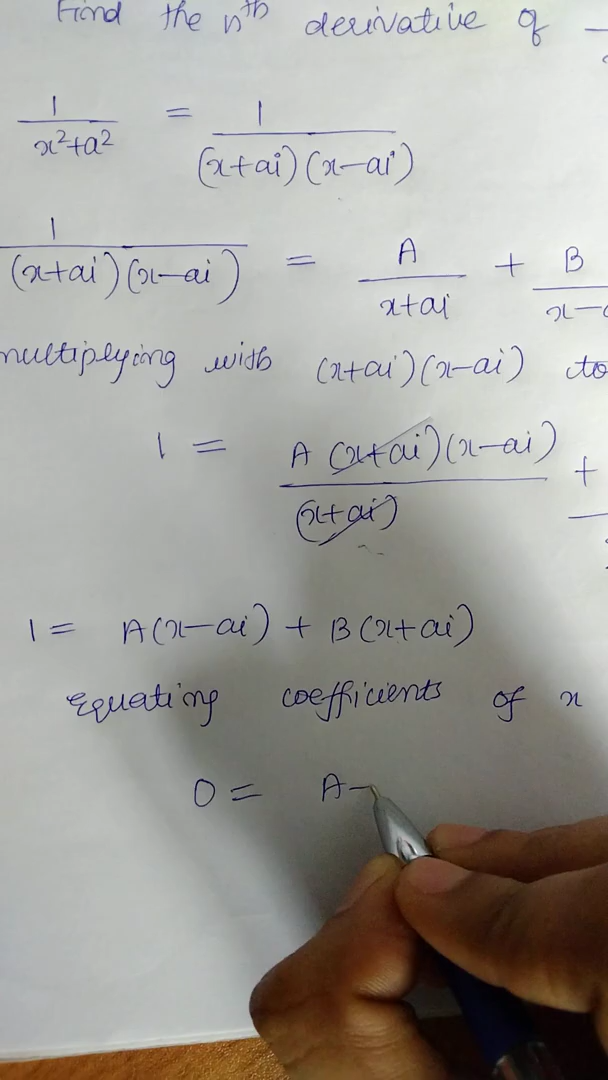 Find the nth derivative of
1/x²+a² = 1/(x+ai)(x-ai)
1/(x+ai)(x-ai) = A/x+ai + B/x-
multiplying with (x+ai)(x-ai) to
1 = A(x+ai)(x-ai)/(x+ai) +
1 = A(x-ai) + B(x+ai)
Equating coefficients of x
0 = A-